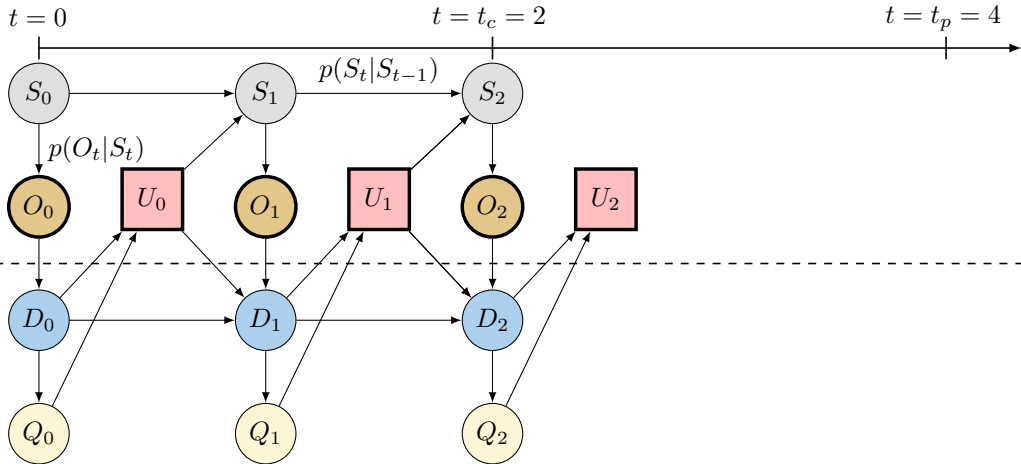 t = 0 t = t_c = 2 t = t_p = 4
S_0 S_1 p(S_t|S_{t−1}) S_2
p(O_t|S_t)
O_0 U_0 O_1 U_1 O_2 U_2
D_0 D_1 D_2
Q_0 Q_1 Q_2